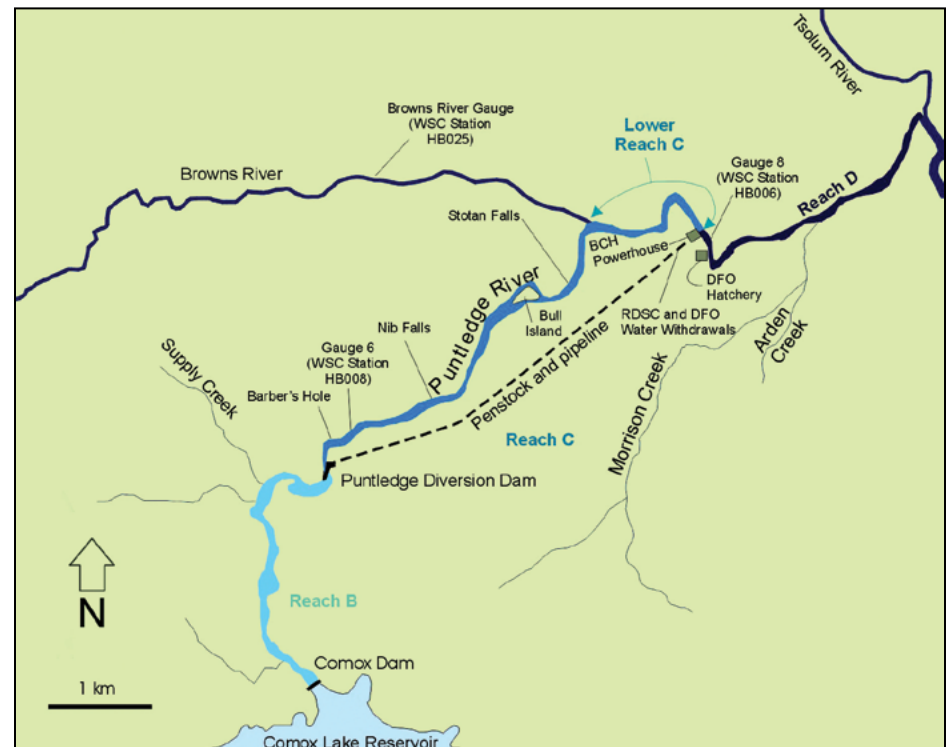 Tsolum River
Browns River Gauge
(WSC Station
HB025)
Lower
Reach C
Gauge 8
(WSC Station
HB006)
Browns River
Reach D
Stotan Falls
BCH
Powerhouse
Puntledge River
DFO
Hatchery
Bull
Island
RDSC and DFO
Water Withdrawals
Nib Falls
Arden
Creek
Gauge 6
(WSC Station
HB008)
Supply Creek
Penstock and pipeline
Barber's Hole
Morrison Creek
Reach C
Puntledge Diversion Dam
N
Reach B
Comox Dam
1 km
Comox Lake Reservoir